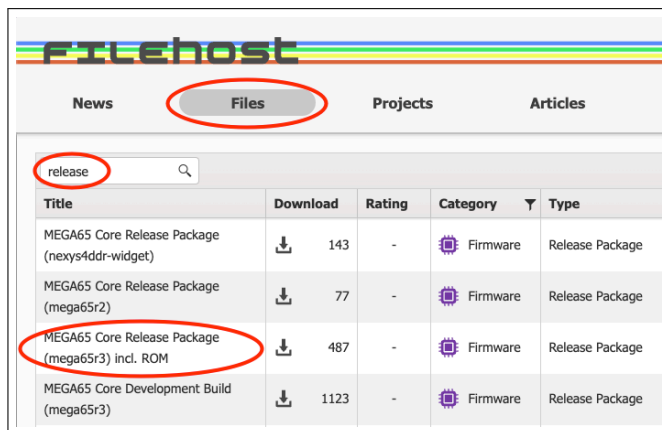 FILEHOST
News Files Projects Articles
release
Title Download Rating Category Type
MEGA65 Core Release Package
(nexys4ddr-widget)
143 - Firmware Release Package
MEGA65 Core Release Package
(mega65r2)
77 - Firmware Release Package
MEGA65 Core Release Package
(mega65r3) incl. ROM
487 - Firmware Release Package
MEGA65 Core Development Build
(mega65r3)
1123 - Firmware Release Package